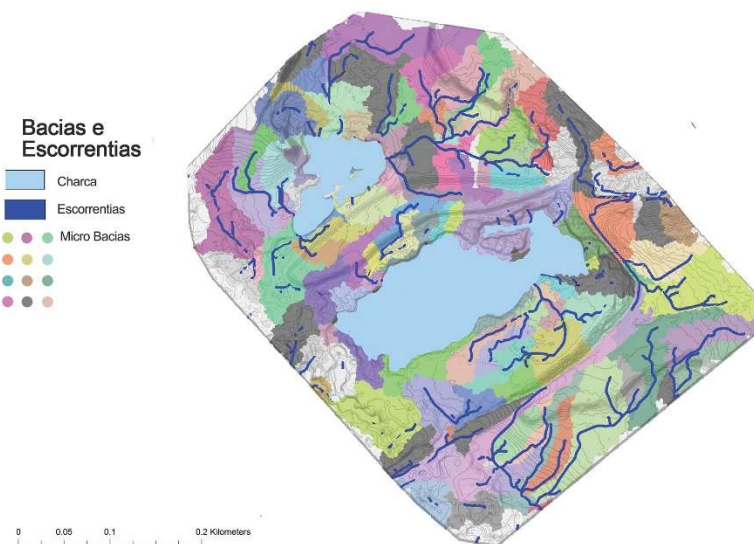 Bacias e
Escorrentias
Charca
Escorrentias
Micro Bacias
0 0.05 0.1 0.2 Kilometers